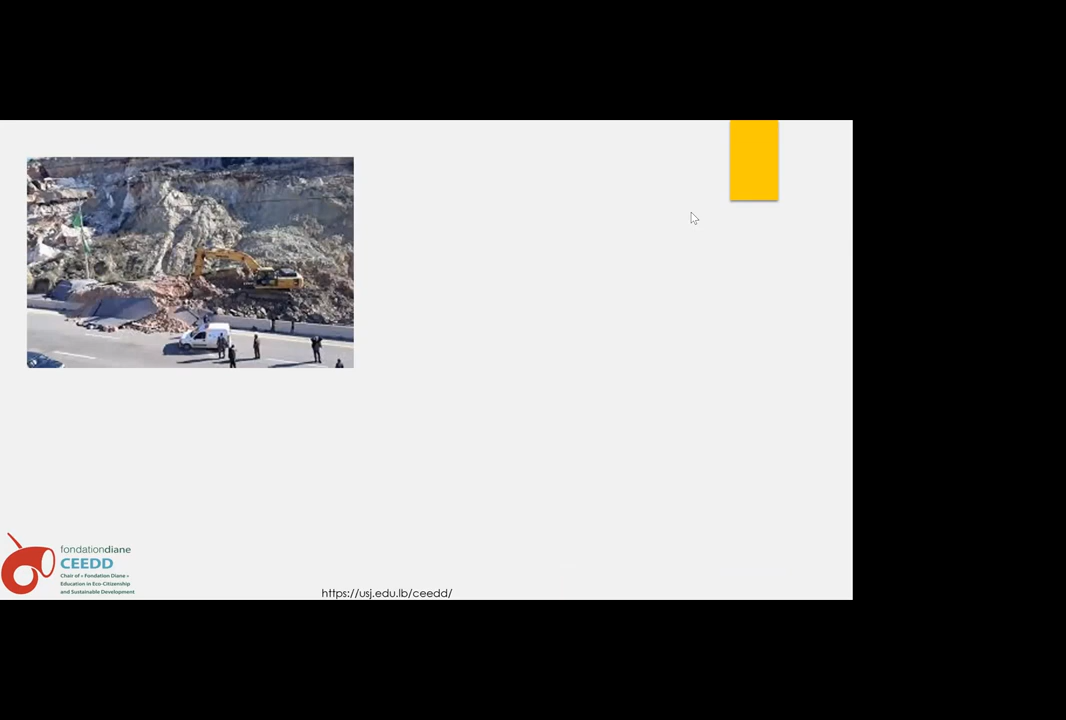 fondationdiane
CEEDD
Chair of « Fondation Diane »
Education in Eco-Citizenship
and Sustainable Development
https://usj.edu.lb/ceedd/